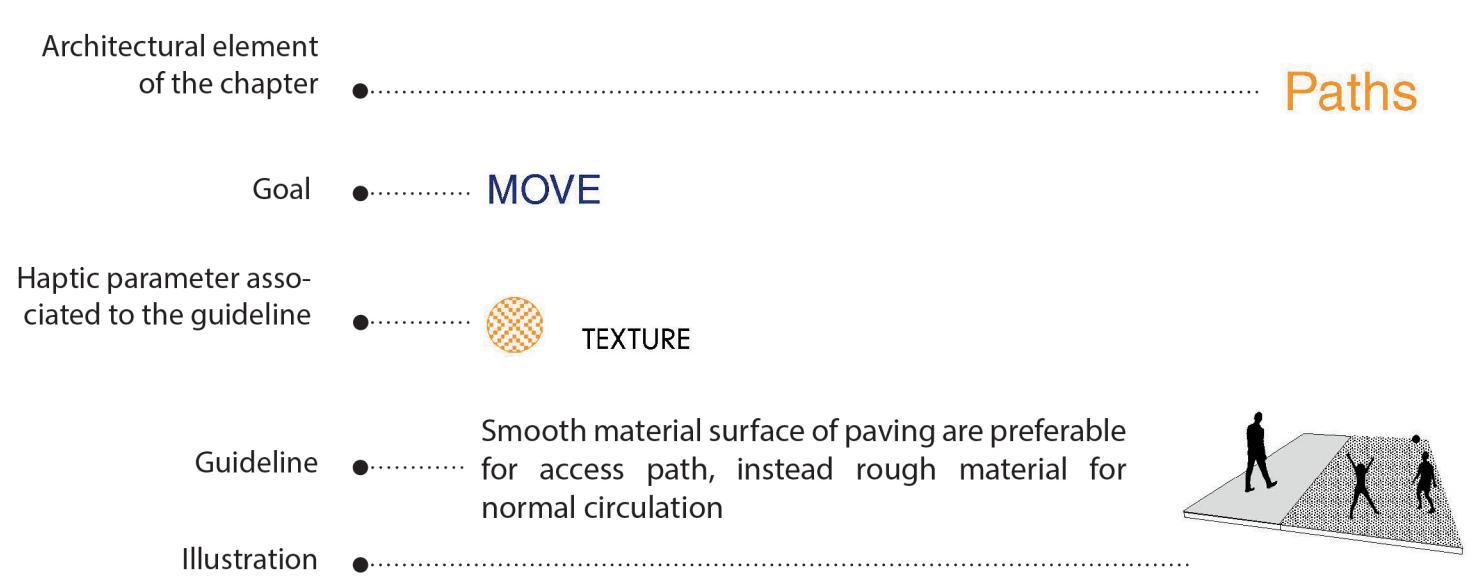 Architectural element
of the chapter
Paths
Goal
MOVE
Haptic parameter asso-
ciated to the guideline
TEXTURE
Guideline
Smooth material surface of paving are preferable
for access path, instead rough material for
normal circulation
Illustration